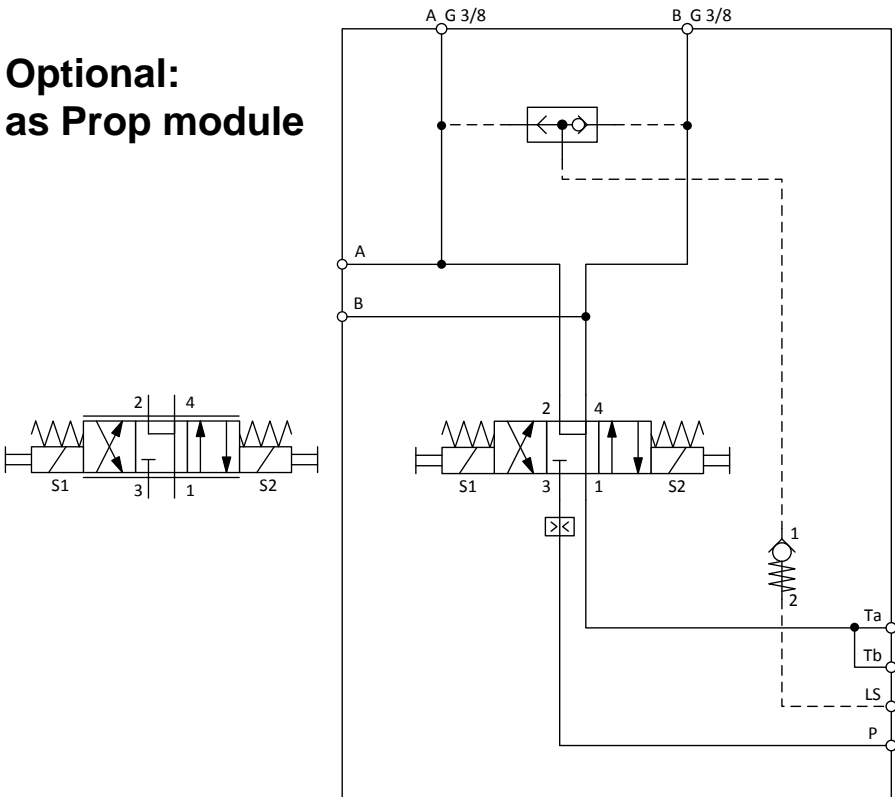 A G 3/8
B G 3/8
Optional:
as Prop module
A
B
2 4
S1 3 1 S2
2 4
S1 3 1 S2
1
2
Ta
Tb
LS
P